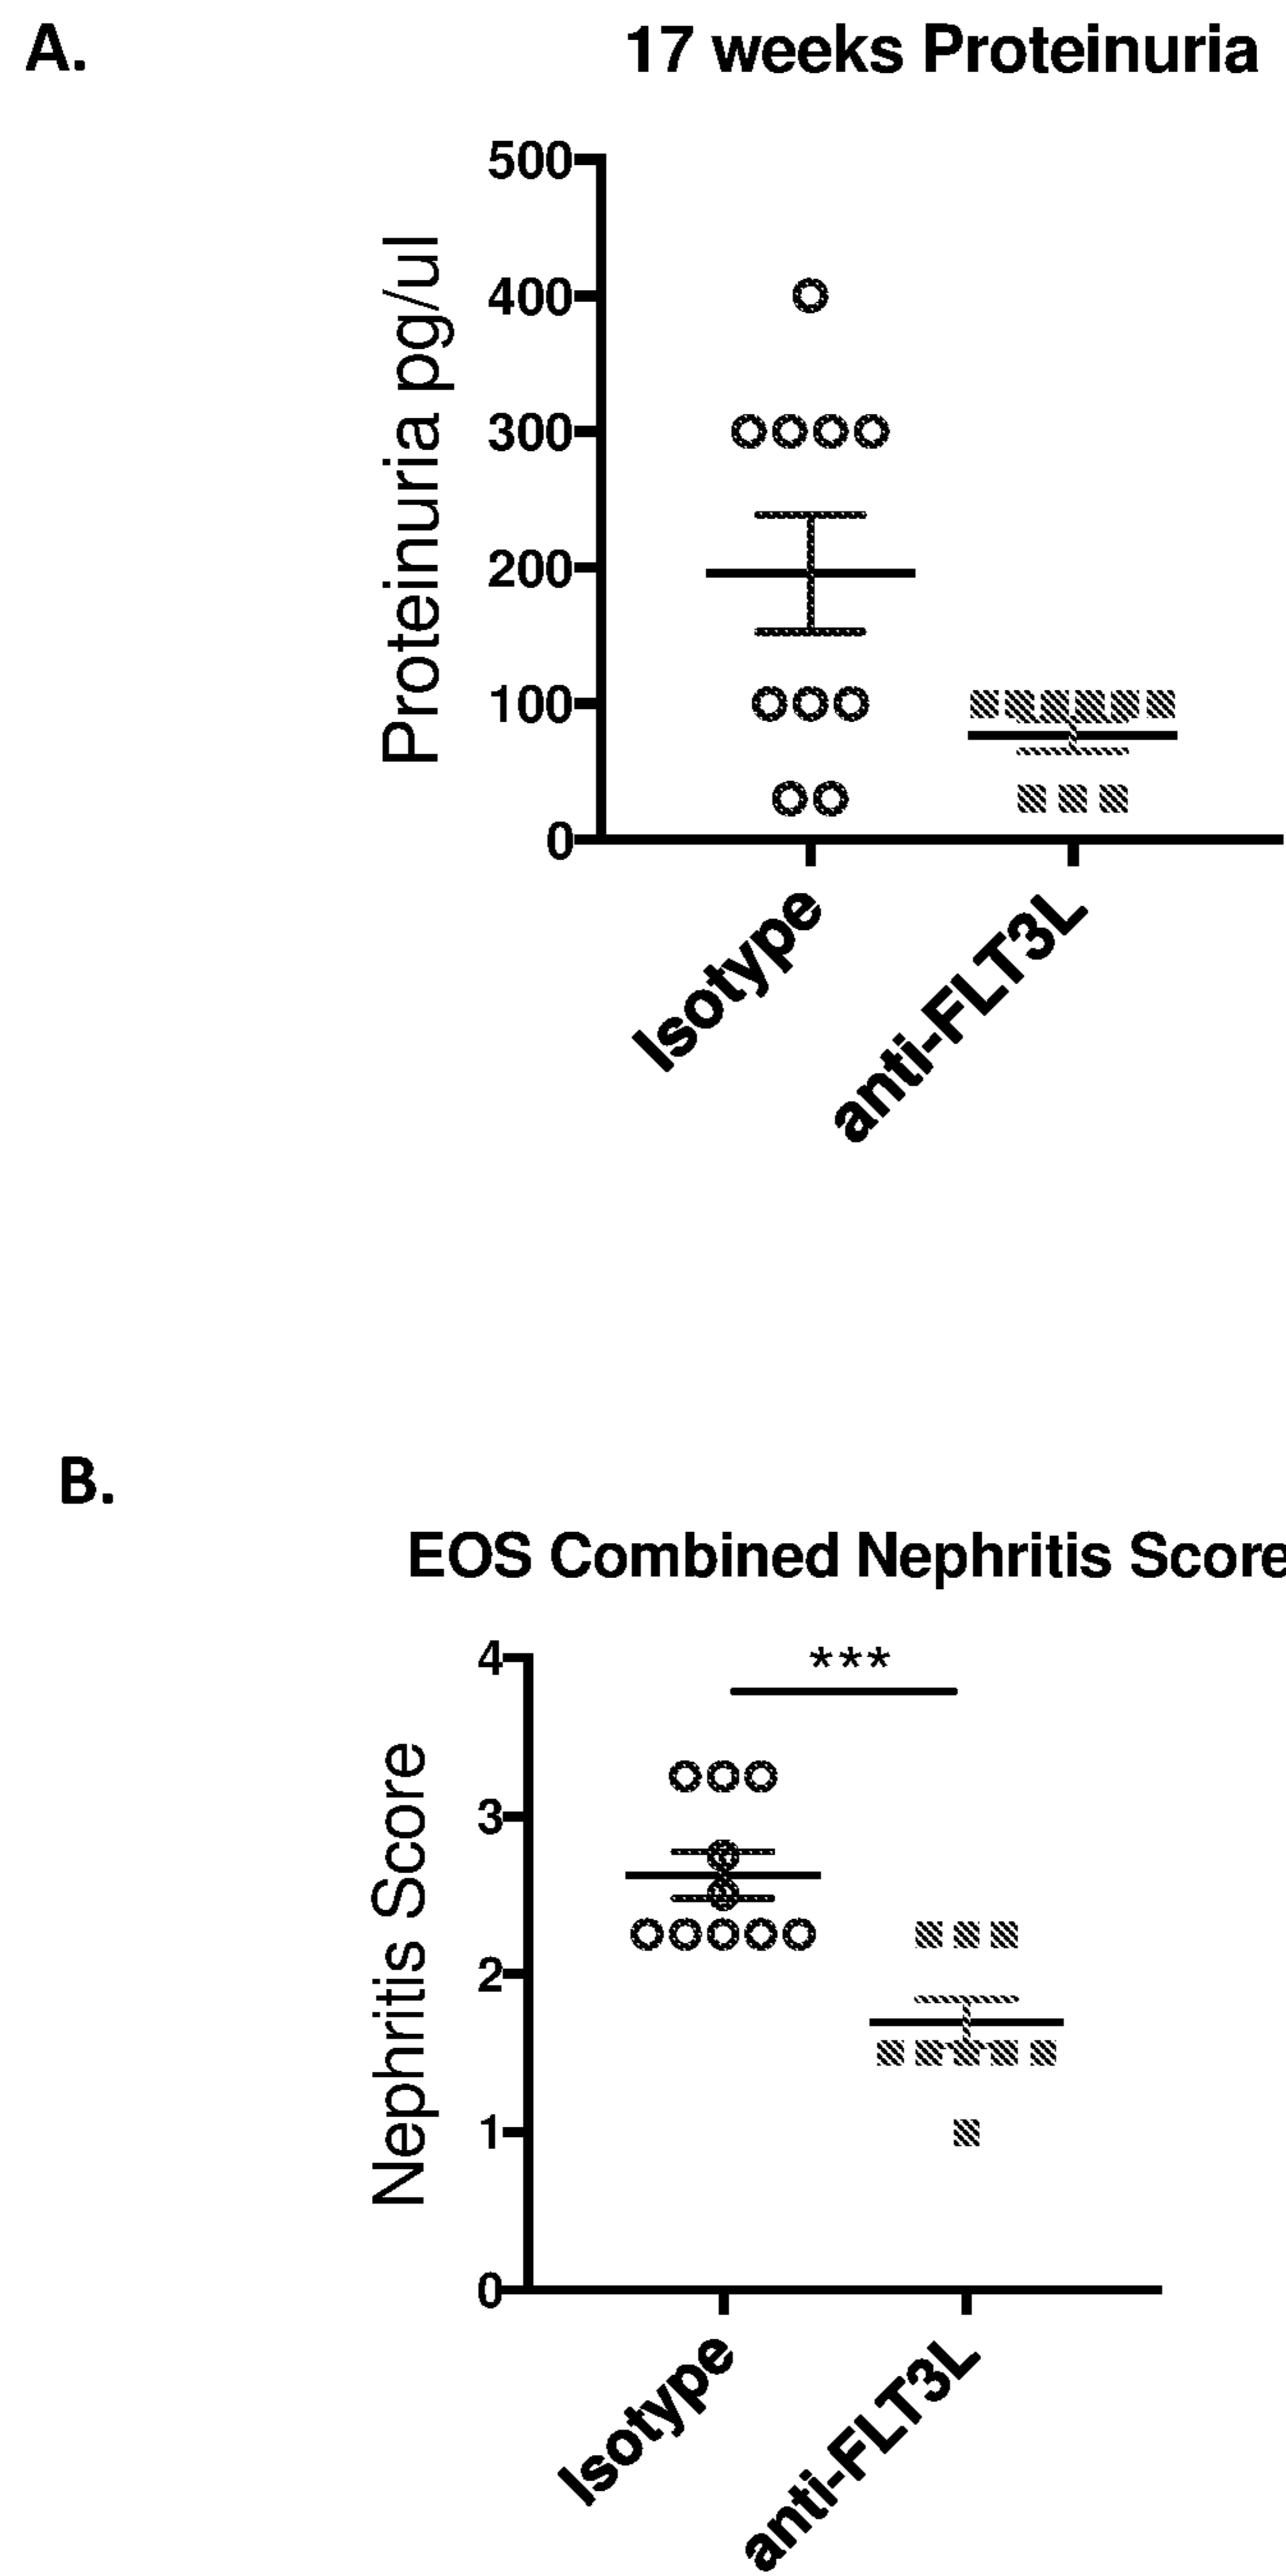 A.
17 weeks Proteinuria
500
400
300
200
100
0
Proteinuria pg/ul
Isotype
anti-FLT3L
B.
EOS Combined Nephritis Score
4
3
2
1
0
Nephritis Score
***
Isotype
anti-FLT3L